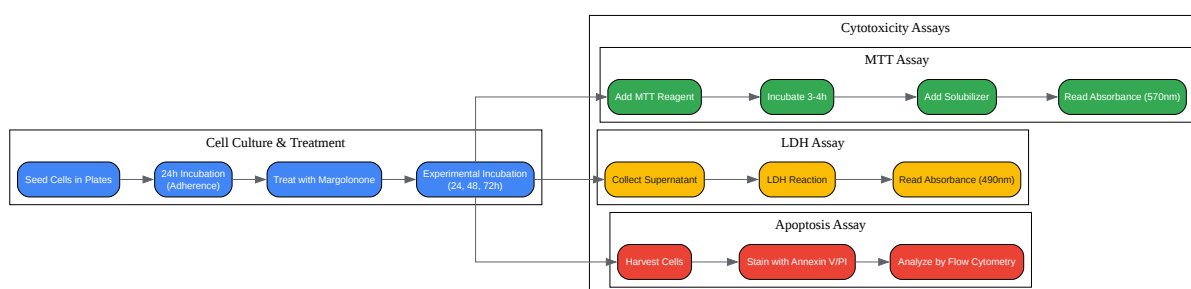 Cytotoxicity Assays
MTT Assay
Add MTT Reagent
Incubate 3-4h
Add Solubilizer
Read Absorbance (570nm)
Cell Culture & Treatment
Seed Cells in Plates
24h Incubation
(Adherence)
Treat with Margolonone
Experimental Incubation
(24, 48, 72h)
LDH Assay
Collect Supernatant
LDH Reaction
Read Absorbance (490nm)
Apoptosis Assay
Harvest Cells
Stain with Annexin V/PI
Analyze by Flow Cytometry